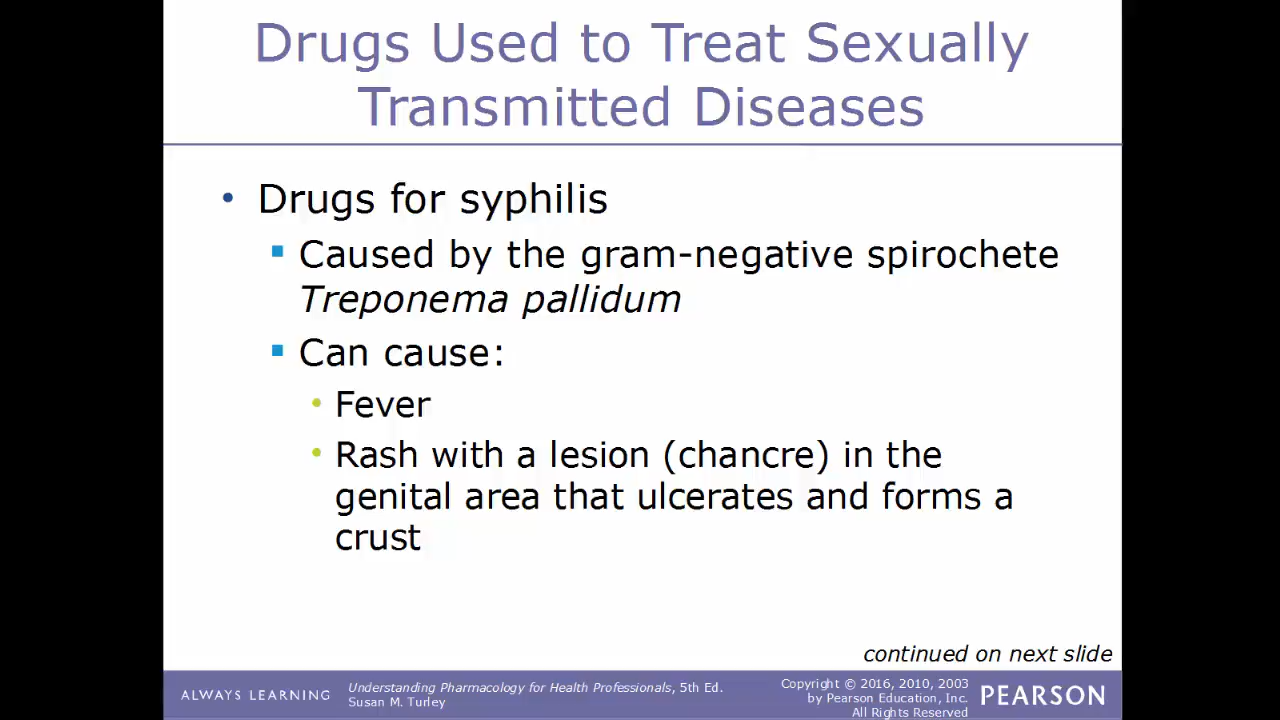 Drugs Used to Treat Sexually
Transmitted Diseases
• Drugs for syphilis
▪ Caused by the gram-negative spirochete
Treponema pallidum
▪ Can cause:
• Fever
• Rash with a lesion (chancre) in the
genital area that ulcerates and forms a
crust
continued on next slide
ALWAYS LEARNING
Understanding Pharmacology for Health Professionals, 5th Ed.
Susan M. Turley
Copyright © 2016, 2010, 2003
by Pearson Education, Inc.
All Rights Reserved
PEARSON